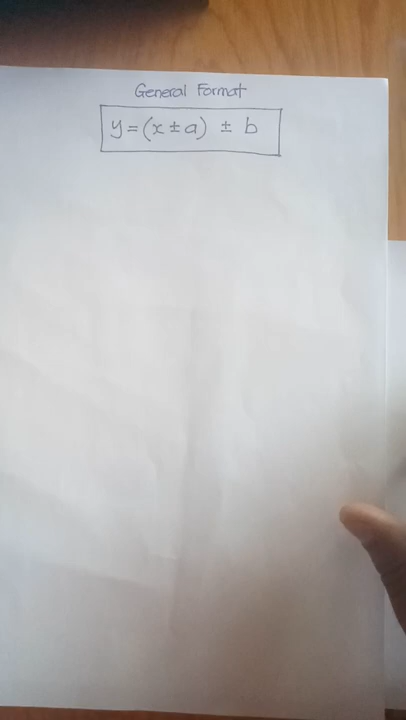 General Format
y = (x ± a) ± b